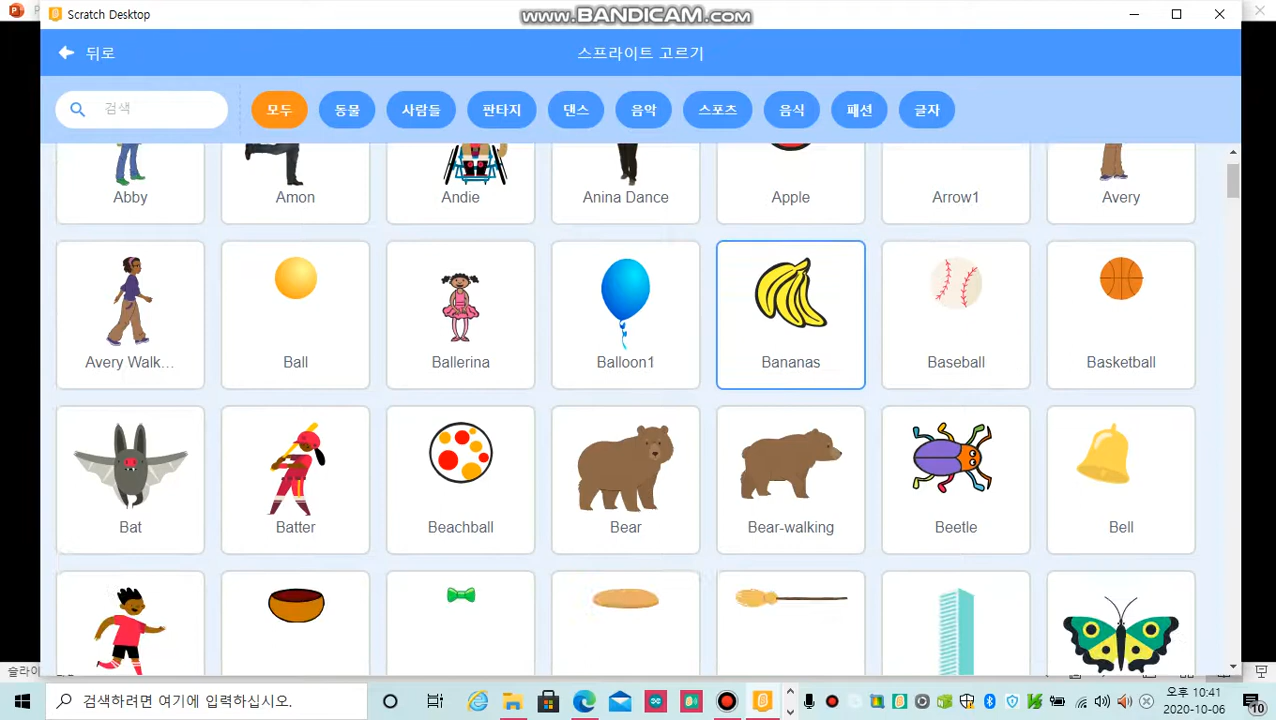 Scratch Desktop
www.BANDICAM.com
뒤로
스프라이트 고르기
검색
모두 동물 사람들 판타지 댄스 음악 스포츠 음식 패션 글자
Abby Amon Andie Anina Dance Apple Arrow1 Avery
Avery Walk... Ball Ballerina Balloon1 Bananas Baseball Basketball
Bat Batter Beachball Bear Bear-walking Beetle Bell
슬라이
검색하려면 여기에 입력하십시오.
오후 10:41
2020-10-06
10